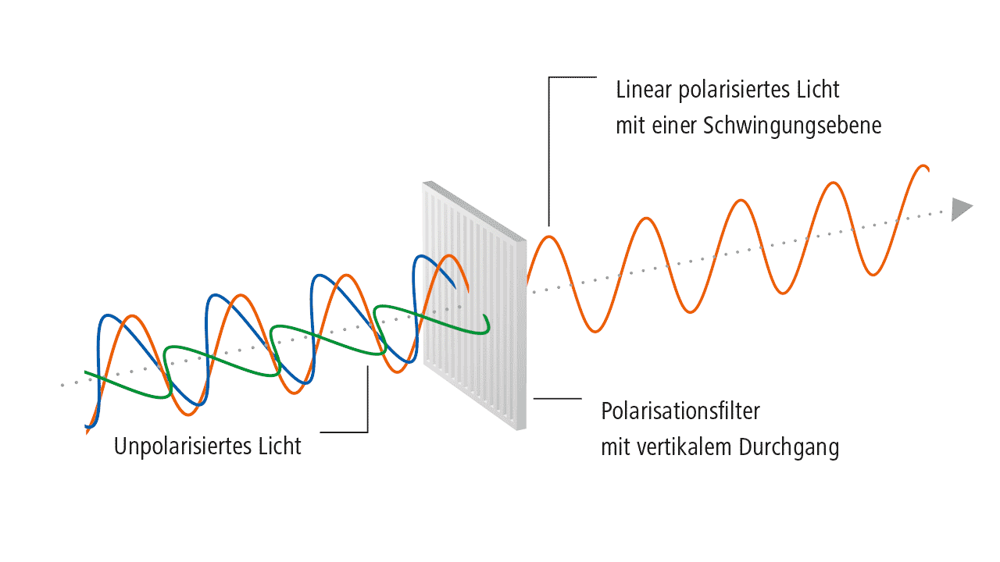 Linear polarisiertes Licht
mit einer Schwingungsebene
Unpolarisiertes Licht
Polarisationsfilter
mit vertikalem Durchgang